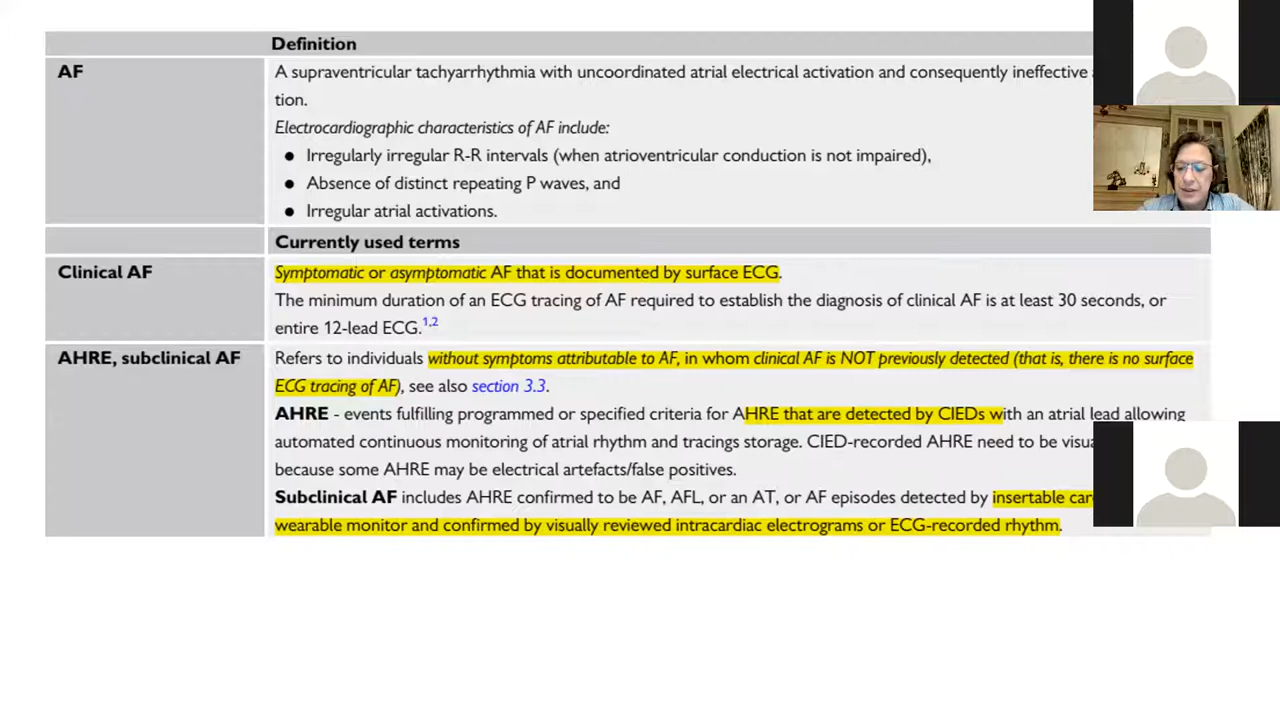 Definition
AF
A supraventricular tachyarrhythmia with uncoordinated atrial electrical activation and consequently ineffective
tion.
Electrocardiographic characteristics of AF include:
● Irregularly irregular R-R intervals (when atrioventricular conduction is not impaired),
● Absence of distinct repeating P waves, and
● Irregular atrial activations.
Currently used terms
Clinical AF
Symptomatic or asymptomatic AF that is documented by surface ECG.
The minimum duration of an ECG tracing of AF required to establish the diagnosis of clinical AF is at least 30 seconds, or
entire 12-lead ECG.1,2
AHRE, subclinical AF
Refers to individuals without symptoms attributable to AF, in whom clinical AF is NOT previously detected (that is, there is no surface
ECG tracing of AF), see also section 3.3.
AHRE - events fulfilling programmed or specified criteria for AHRE that are detected by CIEDs with an atrial lead allowing
automated continuous monitoring of atrial rhythm and tracings storage. CIED-recorded AHRE need to be
because some AHRE may be electrical artefacts/false positives.
Subclinical AF includes AHRE confirmed to be AF, AFL, or an AT, or AF episodes detected by insertable
wearable monitor and confirmed by visually reviewed intracardiac electrograms or ECG-recorded rhythm.